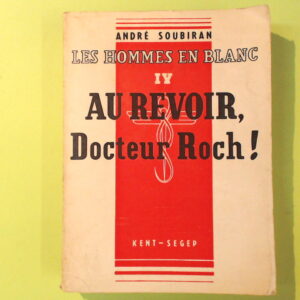 ANDRÉ SOUBIRAN
LES HOMMES EN BLANC
IV
AU REVOIR,
Docteur Roch!
KENT-SEGEP